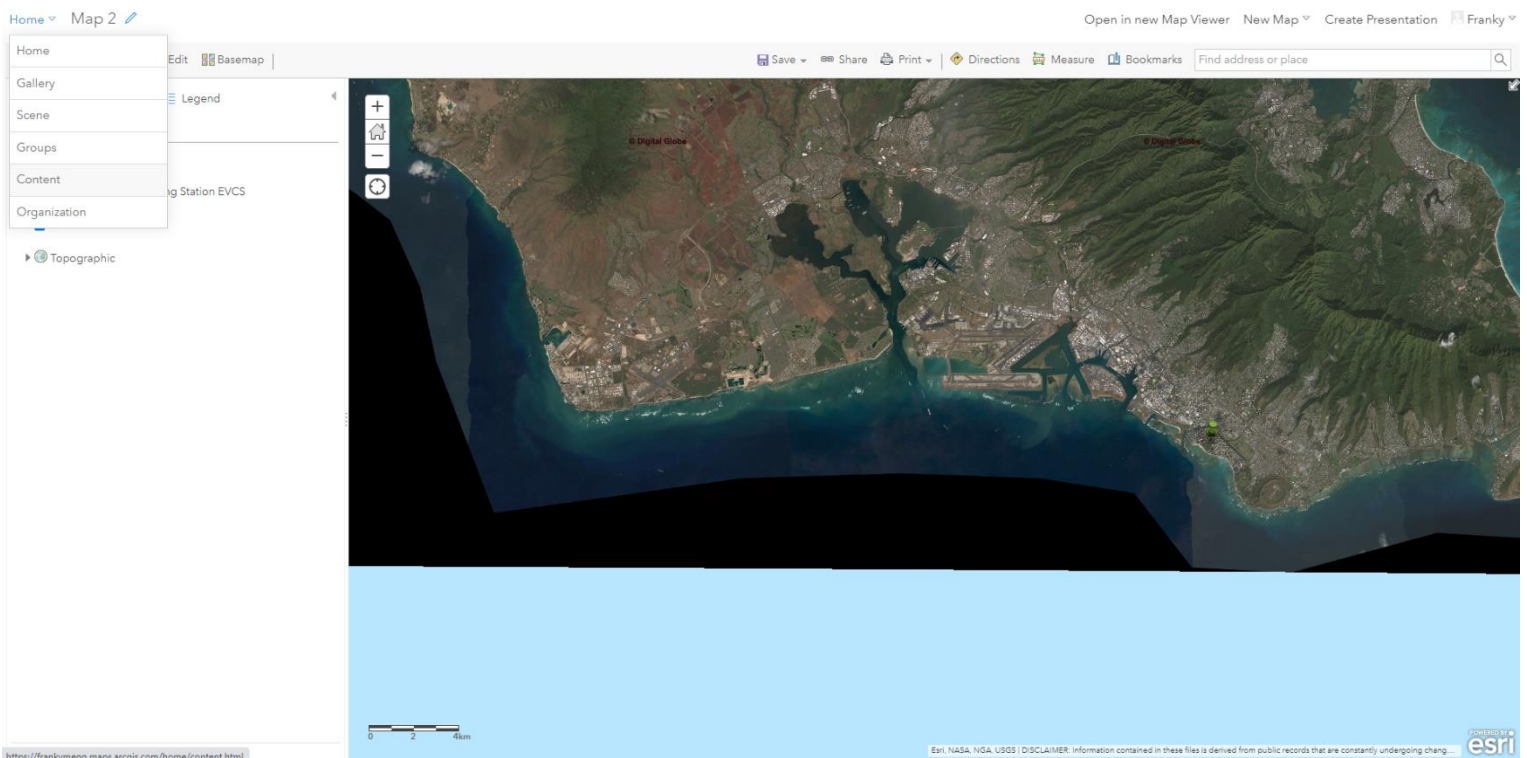 Home Map 2 Open in new Map Viewer New Map Create Presentation Franky
Home
Gallery
Scene
Groups
Content
Organization
Edit Basemap Save Share Print Directions Measure Bookmarks Find address or place
Legend
ng Station EVCS
Topographic
+
−
© Digital Globe
© Digital Globe
0 2 4km
Esri, NASA, NGA, USGS | DISCLAIMER: Information contained in these files is derived from public records that are constantly undergoing chang...
POWERED BY
esri
https://frankymeng.maps.arcgis.com/home/content.html